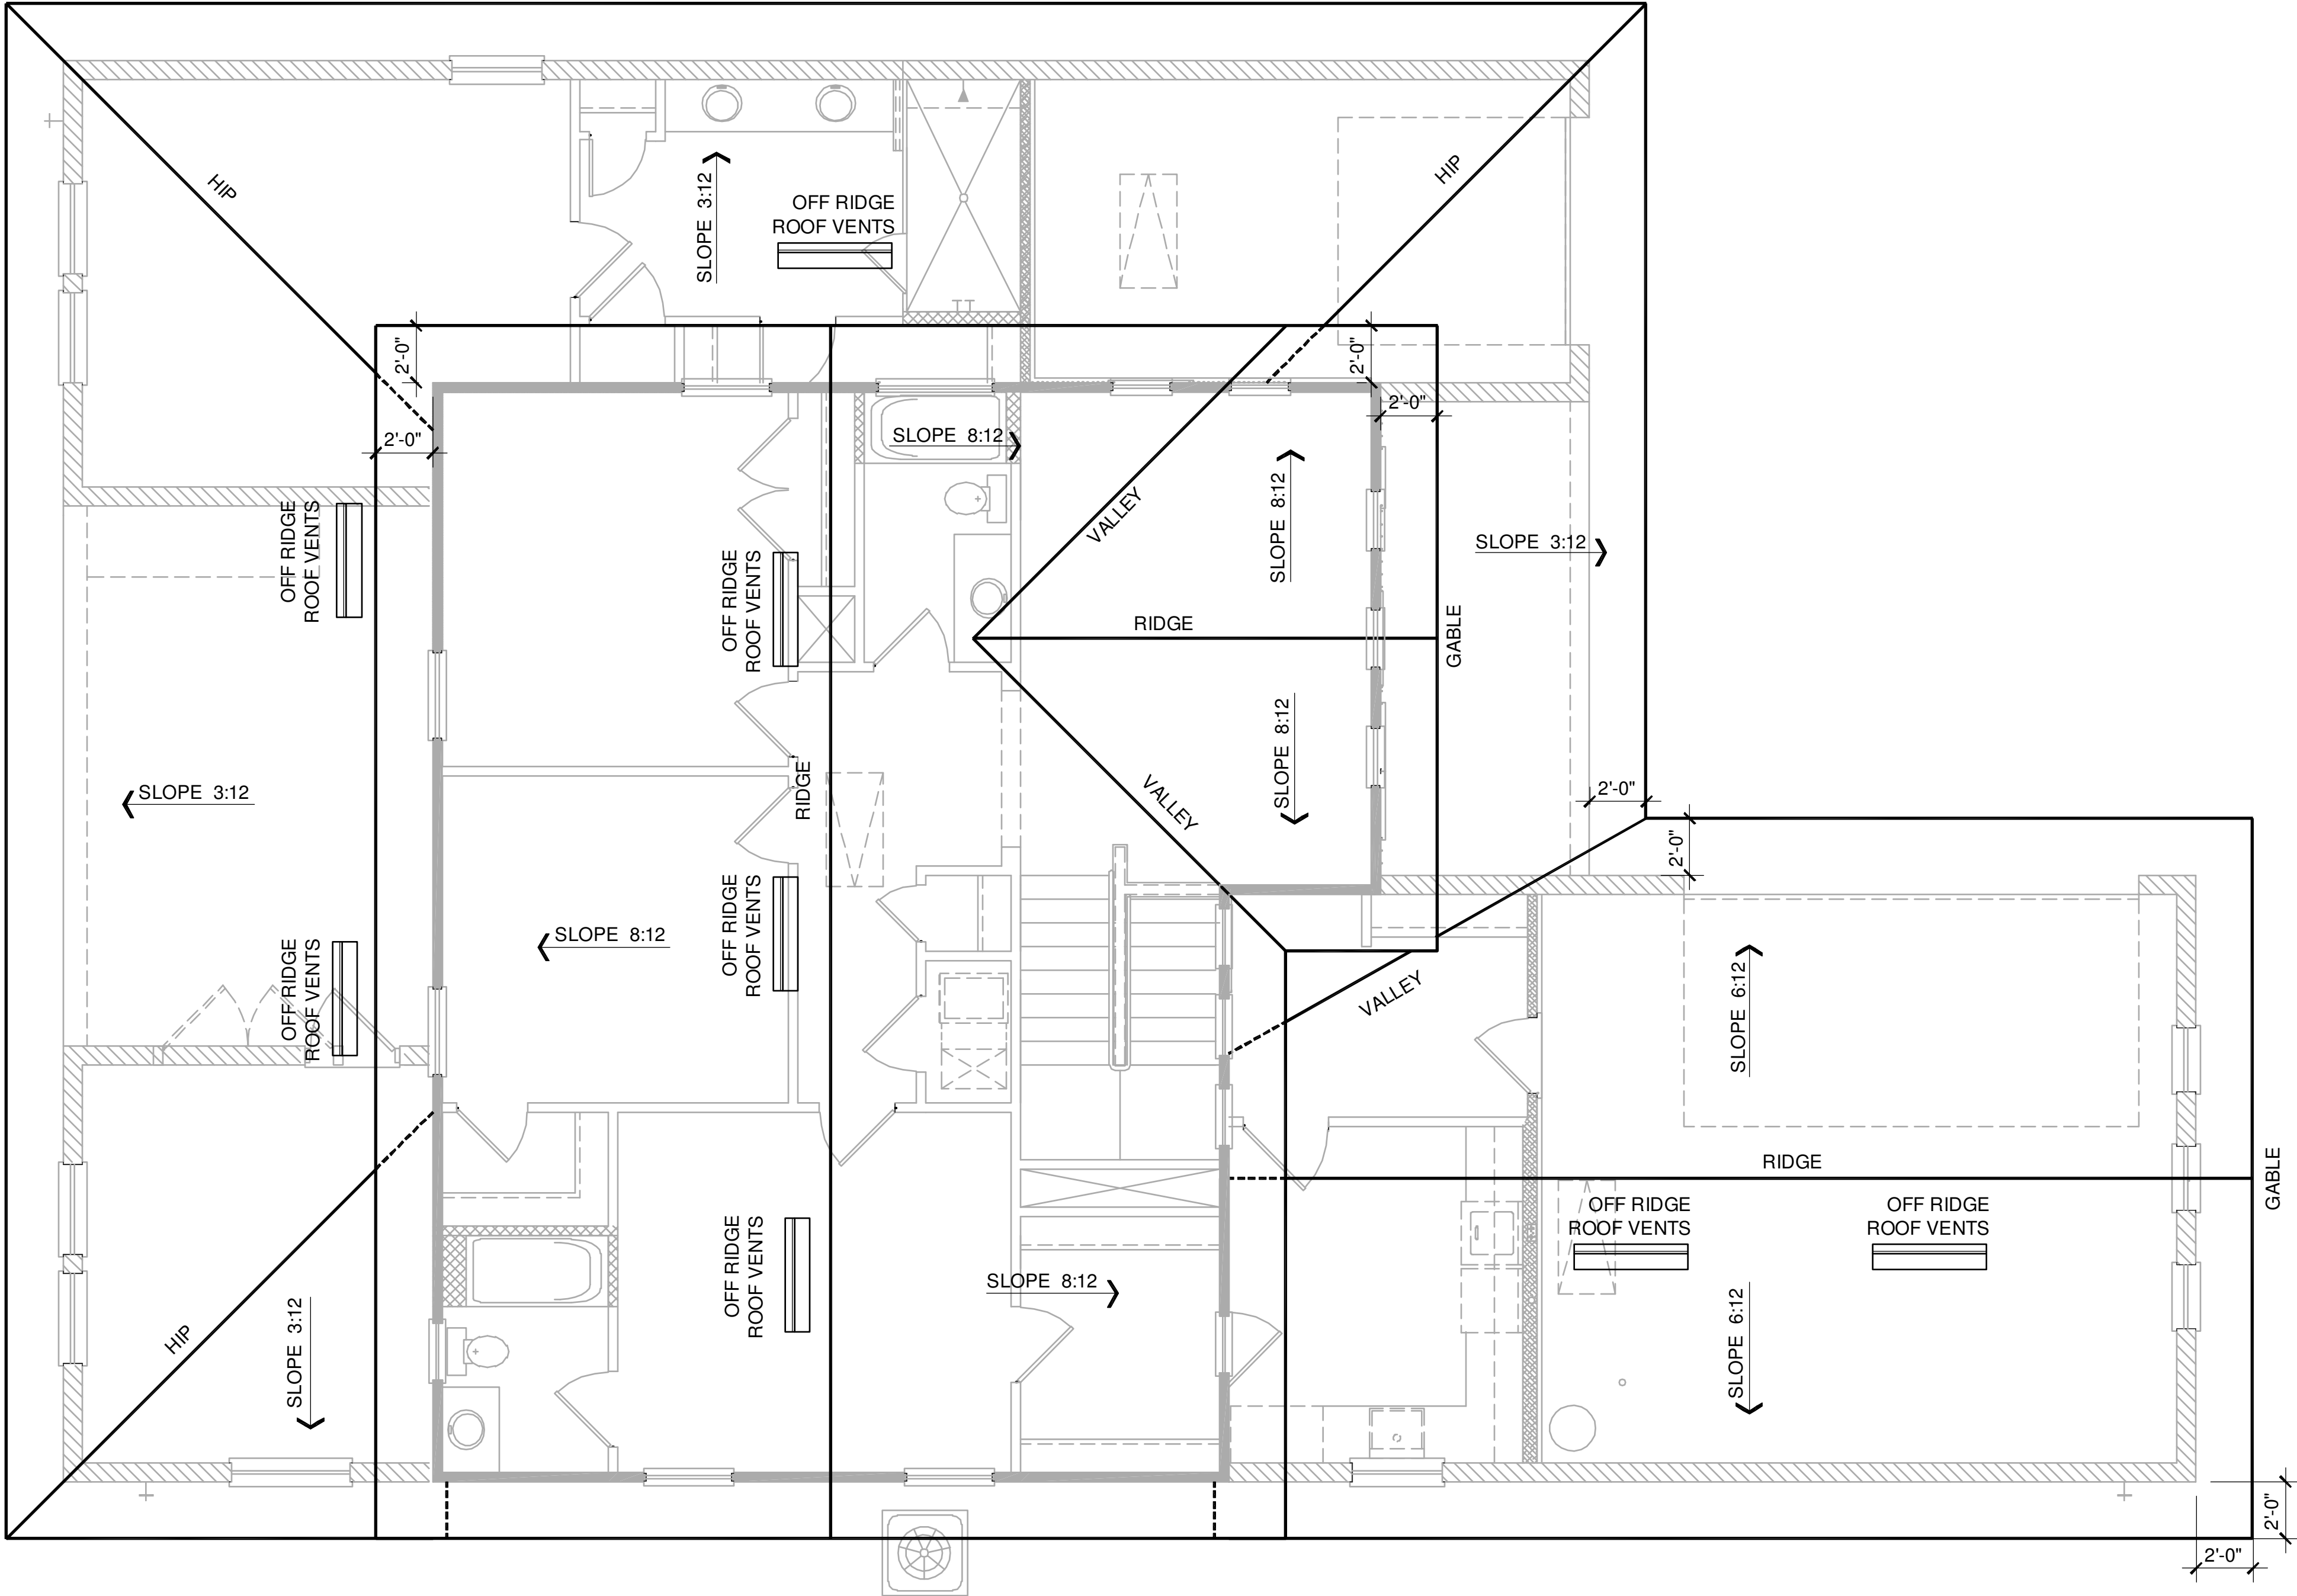 HIP
SLOPE 3:12
OFF RIDGE
ROOF VENTS
HIP
2'-0"
2'-0"
2'-0"
2'-0"
SLOPE 8:12
OFF RIDGE
ROOF VENTS
VALLEY
SLOPE 8:12
SLOPE 3:12
OFF RIDGE
ROOF VENTS
RIDGE
GABLE
SLOPE 3:12
RIDGE
VALLEY
SLOPE 8:12
2'-0"
2'-0"
OFF RIDGE
ROOF VENTS
SLOPE 8:12
OFF RIDGE
ROOF VENTS
VALLEY
SLOPE 6:12
RIDGE
GABLE
OFF RIDGE
ROOF VENTS
OFF RIDGE
ROOF VENTS
HIP
SLOPE 3:12
OFF RIDGE
ROOF VENTS
SLOPE 8:12
SLOPE 6:12
2'-0"
2'-0"